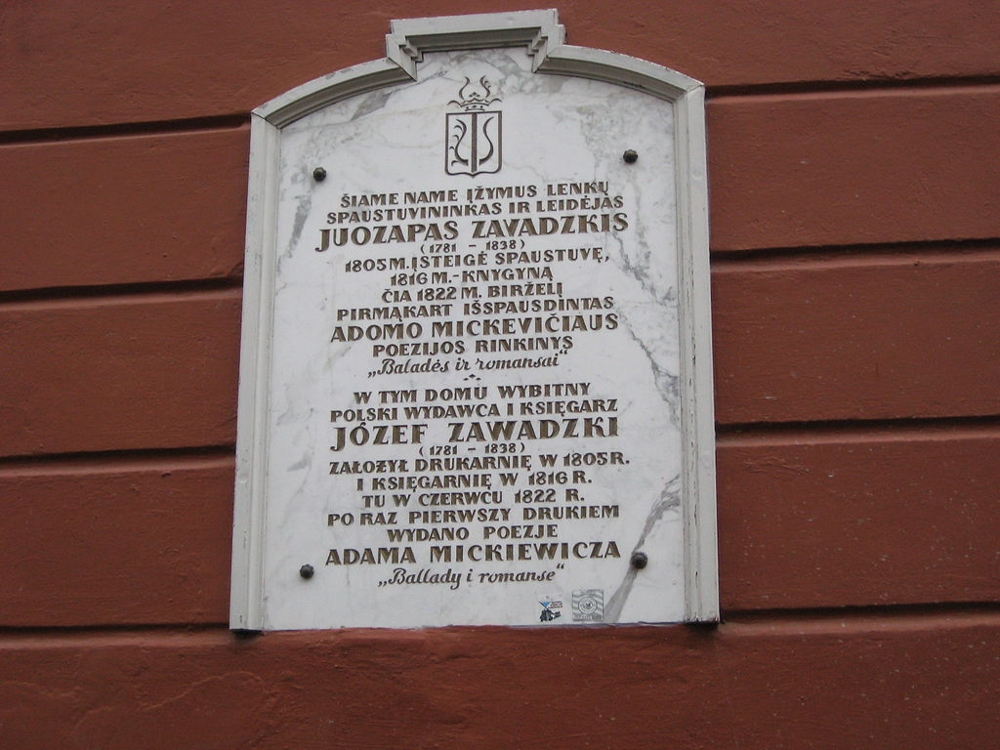 ŠIAME NAME ĮŽYMUS LENKŲ
SPAUSTUVININKAS IR LEIDĖJAS
JUOZAPAS ZAVADZKIS
(1781 – 1838)
1805 M. ĮSTEIGĖ SPAUSTUVĘ,
1816 M.-KNYGYNĄ
ČIA 1822 M. BIRŽELĮ
PIRMĄKART IŠSPAUSDINTAS
ADOMO MICKEVIČIAUS
POEZIJOS RINKINYS
„Baladės ir romansai“
W TYM DOMU WYBITNY
POLSKI WYDAWCA I KSIĘGARZ
JÓZEF ZAWADZKI
(1781 – 1838)
ZAŁOŻYŁ DRUKARNIĘ W 1805 R.
I KSIĘGARNIĘ W 1816 R.
TU W CZERWCU 1822 R.
PO RAZ PIERWSZY DRUKIEM
WYDANO POEZJE
ADAMA MICKIEWICZA
„Ballady i romanse“